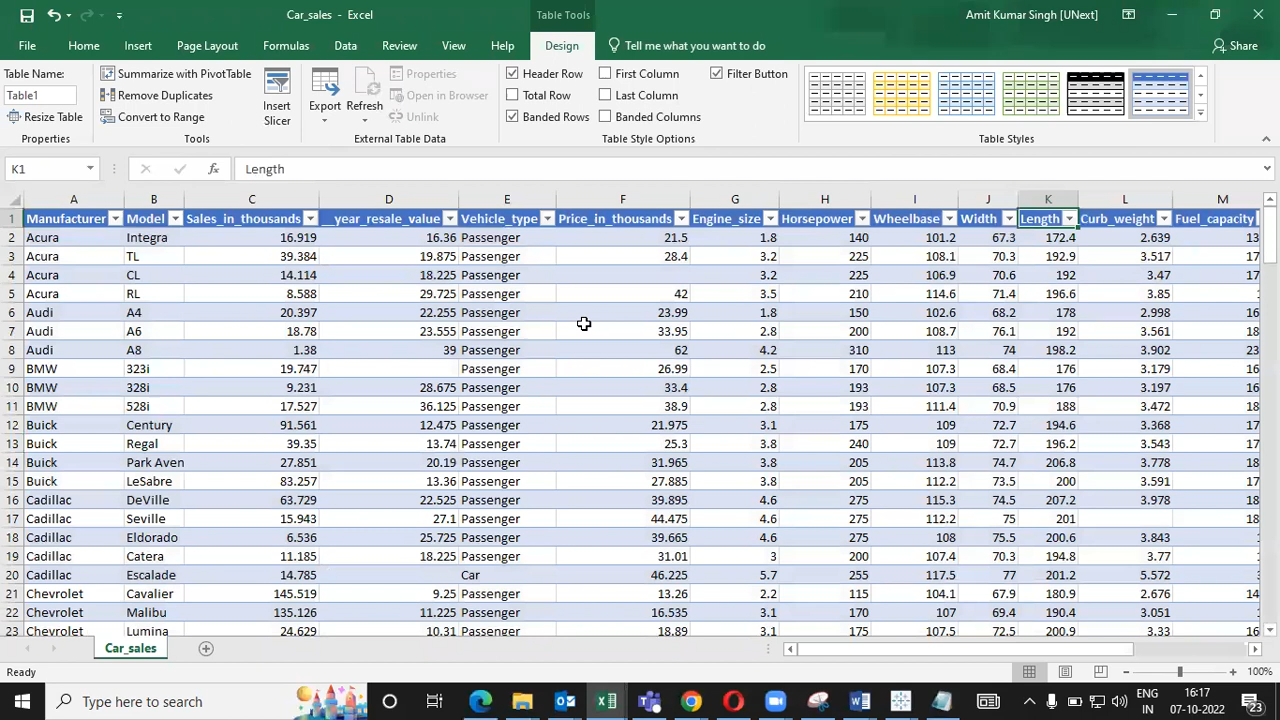 Car_sales - Excel
Table Tools
Amit Kumar Singh [UNext]
File Home Insert Page Layout Formulas Data Review View Help Design Tell me what you want to do Share
Table Name:
Table1
Resize Table
Properties
Summarize with PivotTable
Remove Duplicates
Convert to Range
Tools
Insert
Slicer
Export
Refresh
Properties
Open in Browser
Unlink
External Table Data
Header Row First Column Filter Button
Total Row Last Column
Banded Rows Banded Columns
Table Style Options
Table Styles
K1 fx Length
A B C D E F G H I J K L M
1 Manufacturer Model Sales_in_thousands __year_resale_value Vehicle_type Price_in_thousands Engine_size Horsepower Wheelbase Width Length Curb_weight Fuel_capacity
2 Acura Integra 16.919 16.36 Passenger 21.5 1.8 140 101.2 67.3 172.4 2.639 13
3 Acura TL 39.384 19.875 Passenger 28.4 3.2 225 108.1 70.3 192.9 3.517 17
4 Acura CL 14.114 18.225 Passenger 3.2 225 106.9 70.6 192 3.47 17
5 Acura RL 8.588 29.725 Passenger 42 3.5 210 114.6 71.4 196.6 3.85 1
6 Audi A4 20.397 22.255 Passenger 23.99 1.8 150 102.6 68.2 178 2.998 16
7 Audi A6 18.78 23.555 Passenger 33.95 2.8 200 108.7 76.1 192 3.561 18
8 Audi A8 1.38 39 Passenger 62 4.2 310 113 74 198.2 3.902 23
9 BMW 323i 19.747 Passenger 26.99 2.5 170 107.3 68.4 176 3.179 16
10 BMW 328i 9.231 28.675 Passenger 33.4 2.8 193 107.3 68.5 176 3.197 16
11 BMW 528i 17.527 36.125 Passenger 38.9 2.8 193 111.4 70.9 188 3.472 18
12 Buick Century 91.561 12.475 Passenger 21.975 3.1 175 109 72.7 194.6 3.368 17
13 Buick Regal 39.35 13.74 Passenger 25.3 3.8 240 109 72.7 196.2 3.543 17
14 Buick Park Aven 27.851 20.19 Passenger 31.965 3.8 205 113.8 74.7 206.8 3.778 18
15 Buick LeSabre 83.257 13.36 Passenger 27.885 3.8 205 112.2 73.5 200 3.591 17
16 Cadillac DeVille 63.729 22.525 Passenger 39.895 4.6 275 115.3 74.5 207.2 3.978 18
17 Cadillac Seville 15.943 27.1 Passenger 44.475 4.6 275 112.2 75 201 18
18 Cadillac Eldorado 6.536 25.725 Passenger 39.665 4.6 275 108 75.5 200.6 3.843 1
19 Cadillac Catera 11.185 18.225 Passenger 31.01 3 200 107.4 70.3 194.8 3.77 18
20 Cadillac Escalade 14.785 Car 46.225 5.7 255 117.5 77 201.2 5.572
21 Chevrolet Cavalier 145.519 9.25 Passenger 13.26 2.2 115 104.1 67.9 180.9 2.676 14
22 Chevrolet Malibu 135.126 11.225 Passenger 16.535 3.1 170 107 69.4 190.4 3.051 1
23 Chevrolet Lumina 24.629 10.31 Passenger 18.89 3.1 175 107.5 72.5 200.9 3.33 16
Car_sales
Ready 100%
Type here to search
ENG
IN
16:17
07-10-2022
23